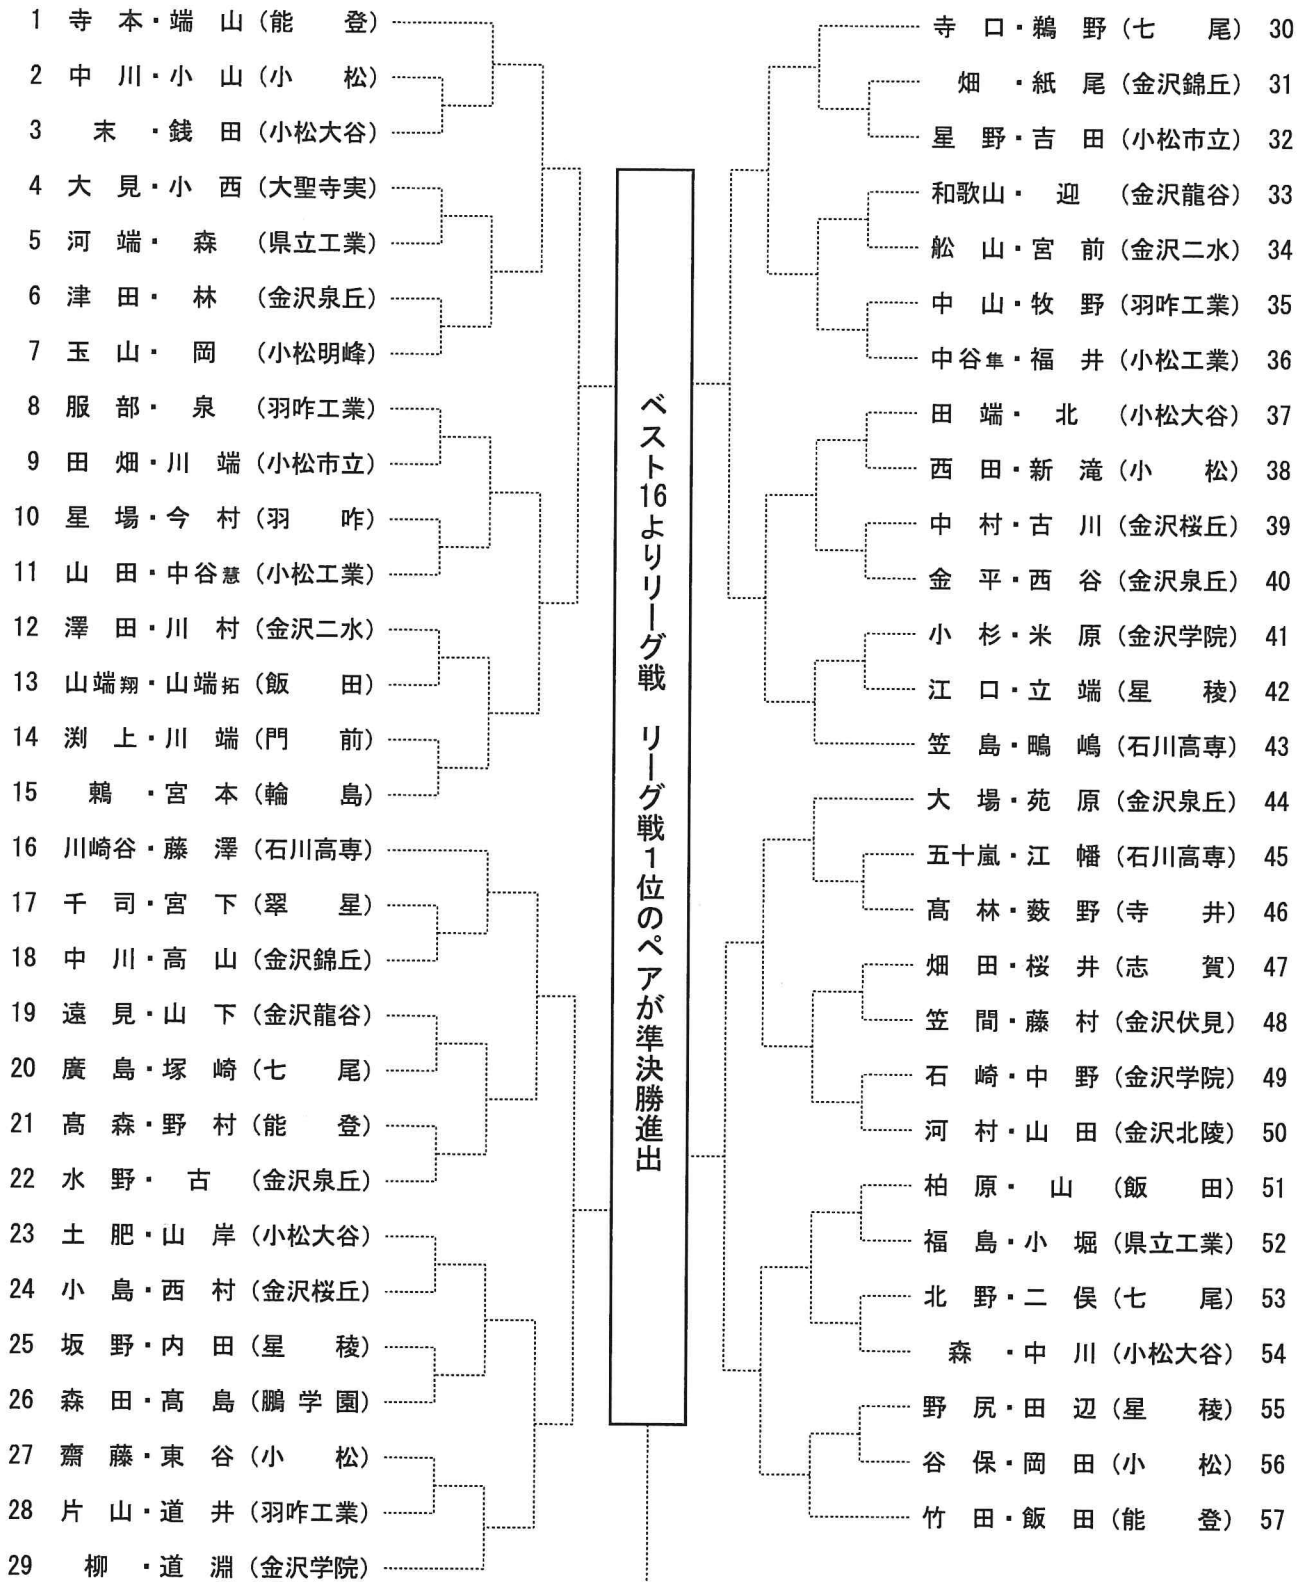 1 寺本・端山（能登）
2 中川・小山（小松）
3 末・銭田（小松大谷）
4 大見・小西（大聖寺実）
5 河端・森（県立工業）
6 津田・林（金沢泉丘）
7 玉山・岡（小松明峰）
8 服部・泉（羽咋工業）
9 田畑・川端（小松市立）
10 星場・今村（羽咋）
11 山田・中谷慧（小松工業）
12 澤田・川村（金沢二水）
13 山端翔・山端拓（飯田）
14 渕上・川端（門前）
15 鶫・宮本（輪島）
16 川崎谷・藤澤（石川高専）
17 千司・宮下（翠星）
18 中川・高山（金沢錦丘）
19 遠見・山下（金沢龍谷）
20 廣島・塚崎（七尾）
21 髙森・野村（能登）
22 水野・古（金沢泉丘）
23 土肥・山岸（小松大谷）
24 小島・西村（金沢桜丘）
25 坂野・内田（星稜）
26 森田・髙島（鵬学園）
27 齋藤・東谷（小松）
28 片山・道井（羽咋工業）
29 柳・道淵（金沢学院）
ベスト16よりリーグ戦 リーグ戦1位のペアが準決勝進出
寺口・鵜野（七尾） 30
畑・紙尾（金沢錦丘） 31
星野・吉田（小松市立） 32
和歌山・迎（金沢龍谷） 33
舩山・宮前（金沢二水） 34
中山・牧野（羽咋工業） 35
中谷隼・福井（小松工業） 36
田端・北（小松大谷） 37
西田・新滝（小松） 38
中村・古川（金沢桜丘） 39
金平・西谷（金沢泉丘） 40
小杉・米原（金沢学院） 41
江口・立端（星稜） 42
笠島・鴫嶋（石川高専） 43
大場・苑原（金沢泉丘） 44
五十嵐・江幡（石川高専） 45
髙林・薮野（寺井） 46
畑田・桜井（志賀） 47
笠間・藤村（金沢伏見） 48
石崎・中野（金沢学院） 49
河村・山田（金沢北陵） 50
柏原・山（飯田） 51
福島・小堀（県立工業） 52
北野・二俣（七尾） 53
森・中川（小松大谷） 54
野尻・田辺（星稜） 55
谷保・岡田（小松） 56
竹田・飯田（能登） 57